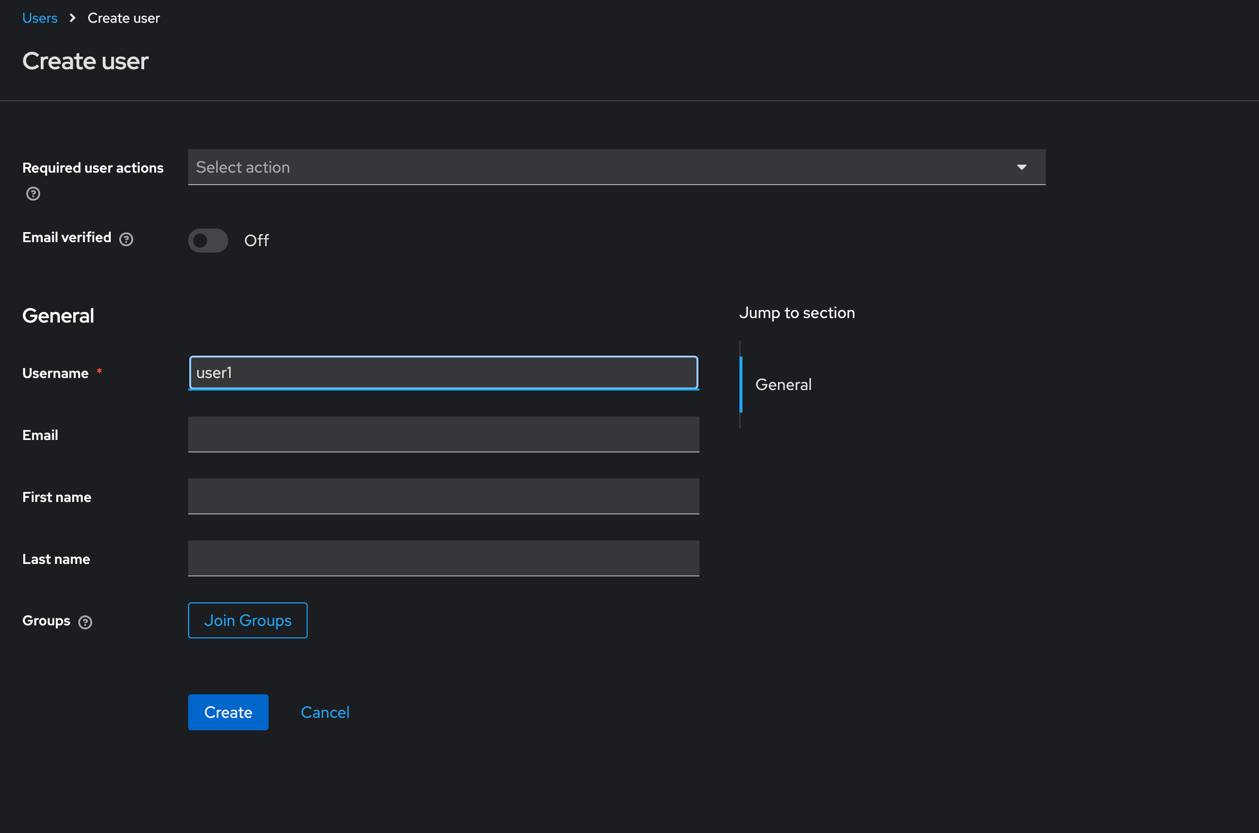 Users > Create user
Create user
Required user actions
Select action
Email verified
Off
General
Jump to section
Username *
user1
General
Email
First name
Last name
Groups
Join Groups
Create
Cancel